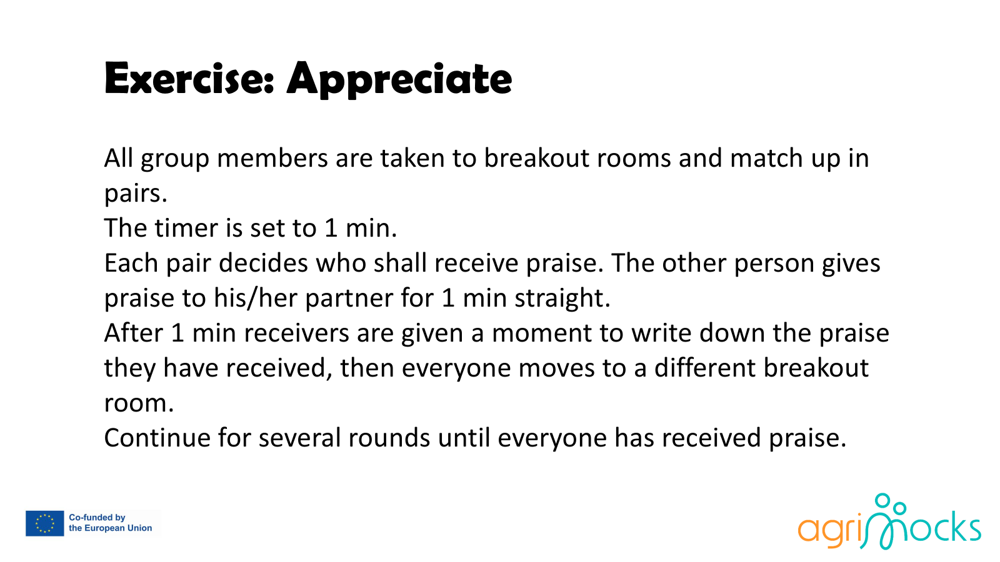 Exercise: Appreciate
All group members are taken to breakout rooms and match up in
pairs.
The timer is set to 1 min.
Each pair decides who shall receive praise. The other person gives
praise to his/her partner for 1 min straight.
After 1 min receivers are given a moment to write down the praise
they have received, then everyone moves to a different breakout
room.
Continue for several rounds until everyone has received praise.
Co-funded by
the European Union
agrimocks